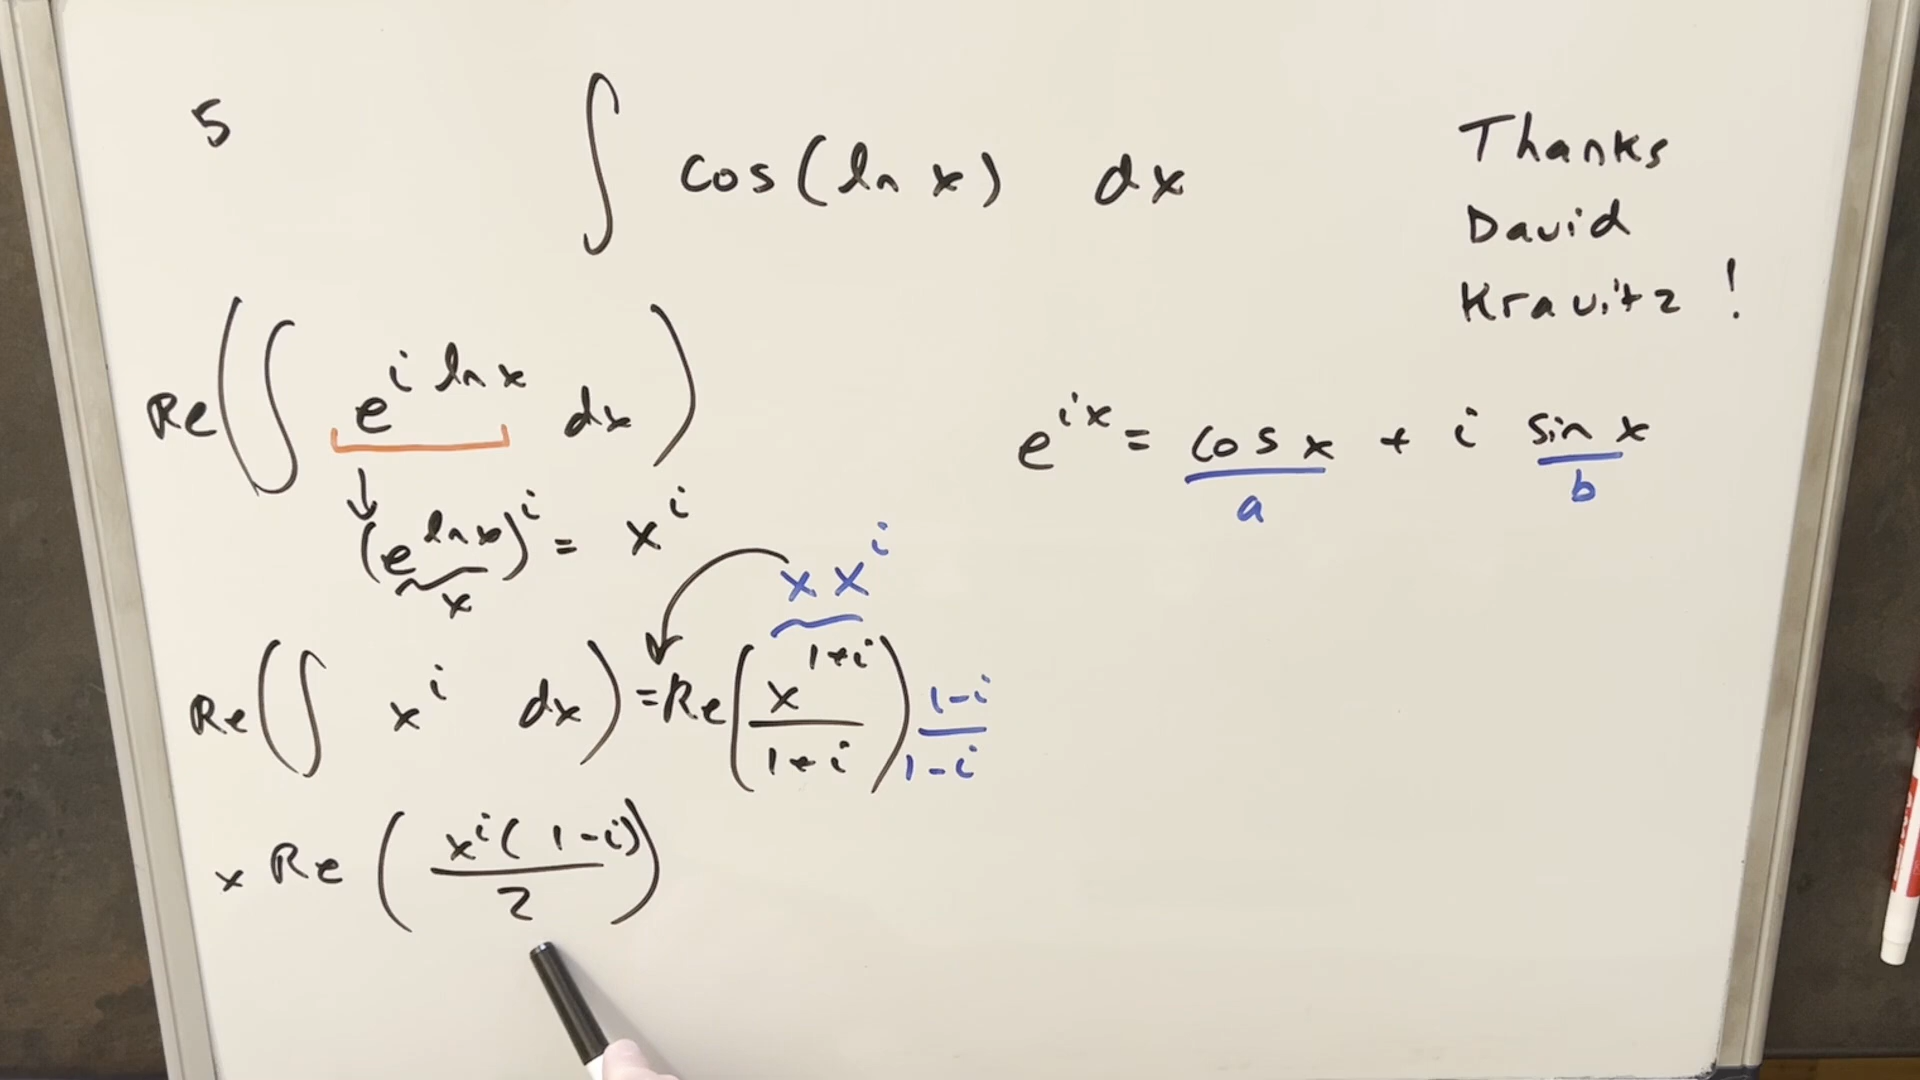 5
∫ cos(ln x) dx
Thanks
David
Kravitz !
Re(∫ e^{i ln x} dx)
e^{ix} = cos x + i sin x
a b
↓
(e^{ln x})^i = x^i
x
x x^i
Re(∫ x^i dx) = Re(x^{1+i}/(1+i)) (1-i)/(1-i)
x Re(x^i(1-i)/2)